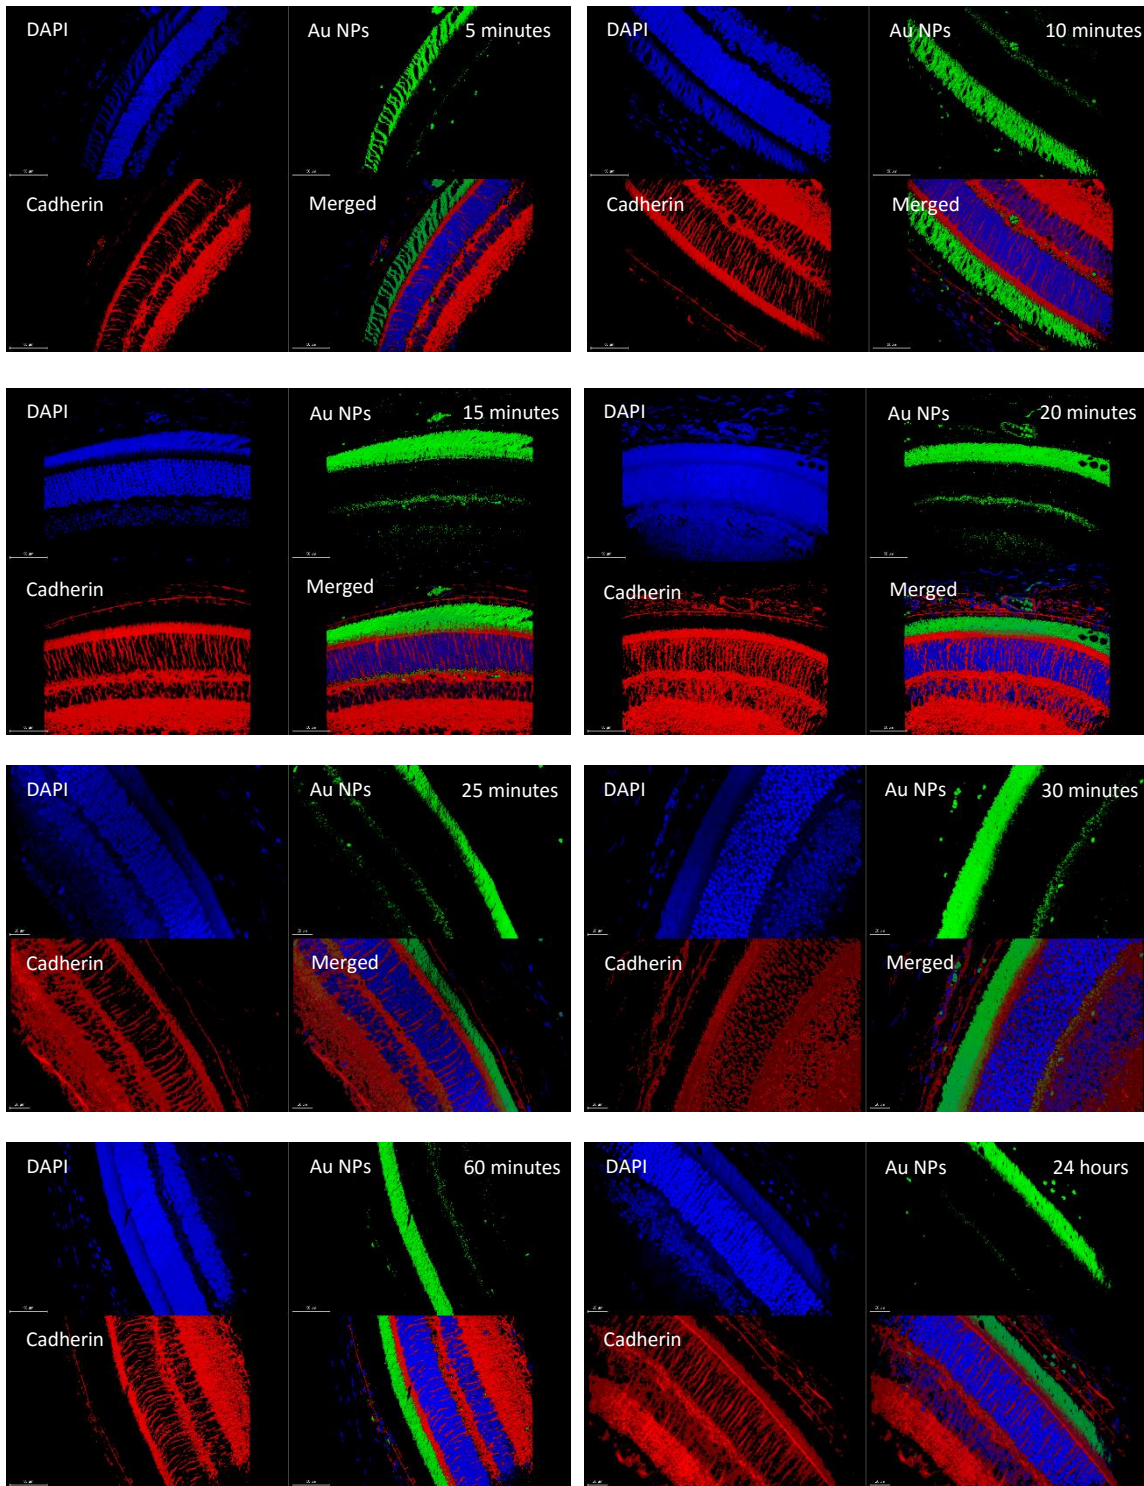 DAPI
Au NPs 5 minutes
Cadherin
Merged
DAPI
Au NPs 10 minutes
Cadherin
Merged
DAPI
Au NPs 15 minutes
Cadherin
Merged
DAPI
Au NPs 20 minutes
Cadherin
Merged
DAPI
Au NPs 25 minutes
Cadherin
Merged
DAPI
Au NPs 30 minutes
Cadherin
Merged
DAPI
Au NPs 60 minutes
Cadherin
DAPI
Au NPs 24 hours
Cadherin